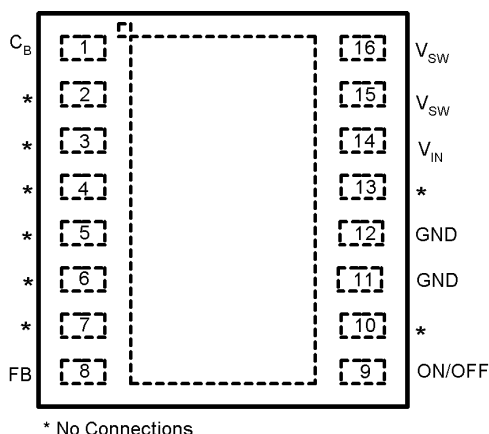 C_B 1 16 V_SW
* 2 15 V_SW
* 3 14 V_IN
* 4 13 *
* 5 12 GND
* 6 11 GND
* 7 10 *
FB 8 9 ON/OFF
* No Connections